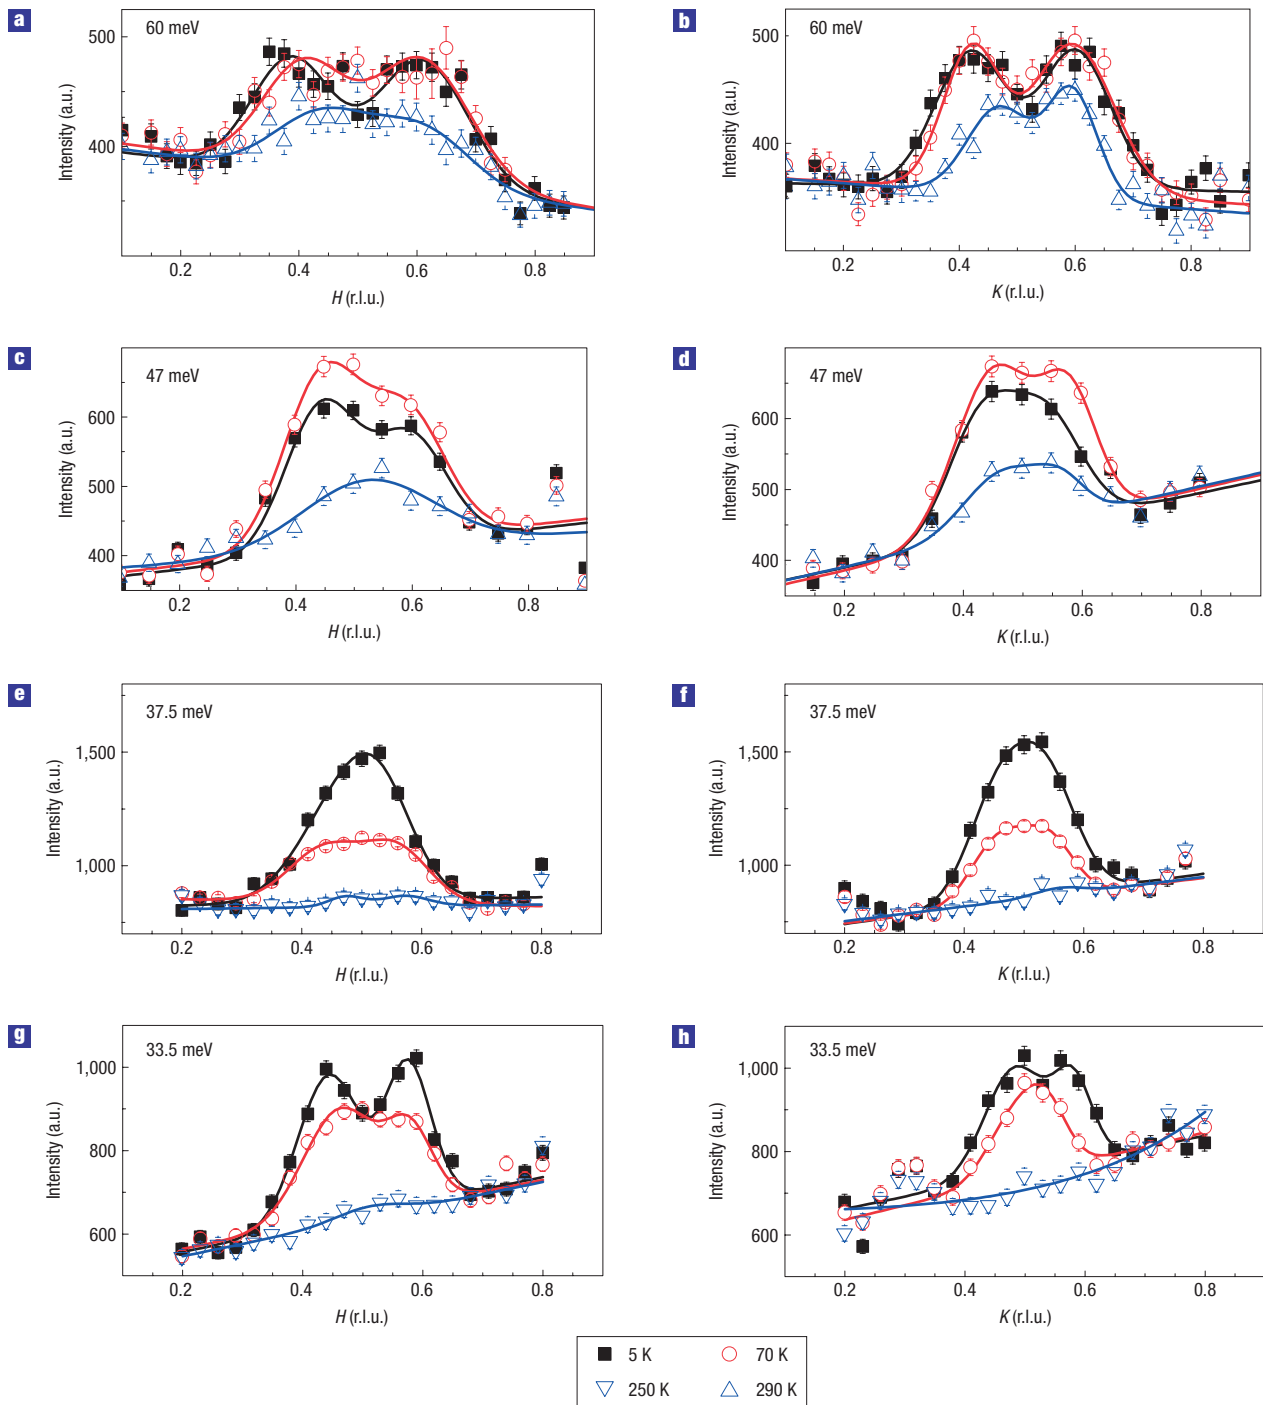 a
60 meV
500
400
Intensity (a.u.)
0.2
0.4
0.6
0.8
H (r.l.u.)
b
60 meV
500
400
Intensity (a.u.)
0.2
0.4
0.6
0.8
K (r.l.u.)
c
47 meV
600
500
400
Intensity (a.u.)
0.2
0.4
0.6
0.8
H (r.l.u.)
d
47 meV
600
500
400
Intensity (a.u.)
0.2
0.4
0.6
0.8
K (r.l.u.)
e
37.5 meV
1,500
1,000
Intensity (a.u.)
0.2
0.4
0.6
0.8
H (r.l.u.)
f
37.5 meV
1,500
1,000
Intensity (a.u.)
0.2
0.4
0.6
0.8
K (r.l.u.)
g
33.5 meV
1,000
800
600
Intensity (a.u.)
0.2
0.4
0.6
0.8
H (r.l.u.)
h
33.5 meV
1,000
800
600
Intensity (a.u.)
0.2
0.4
0.6
0.8
K (r.l.u.)
5 K
70 K
250 K
290 K